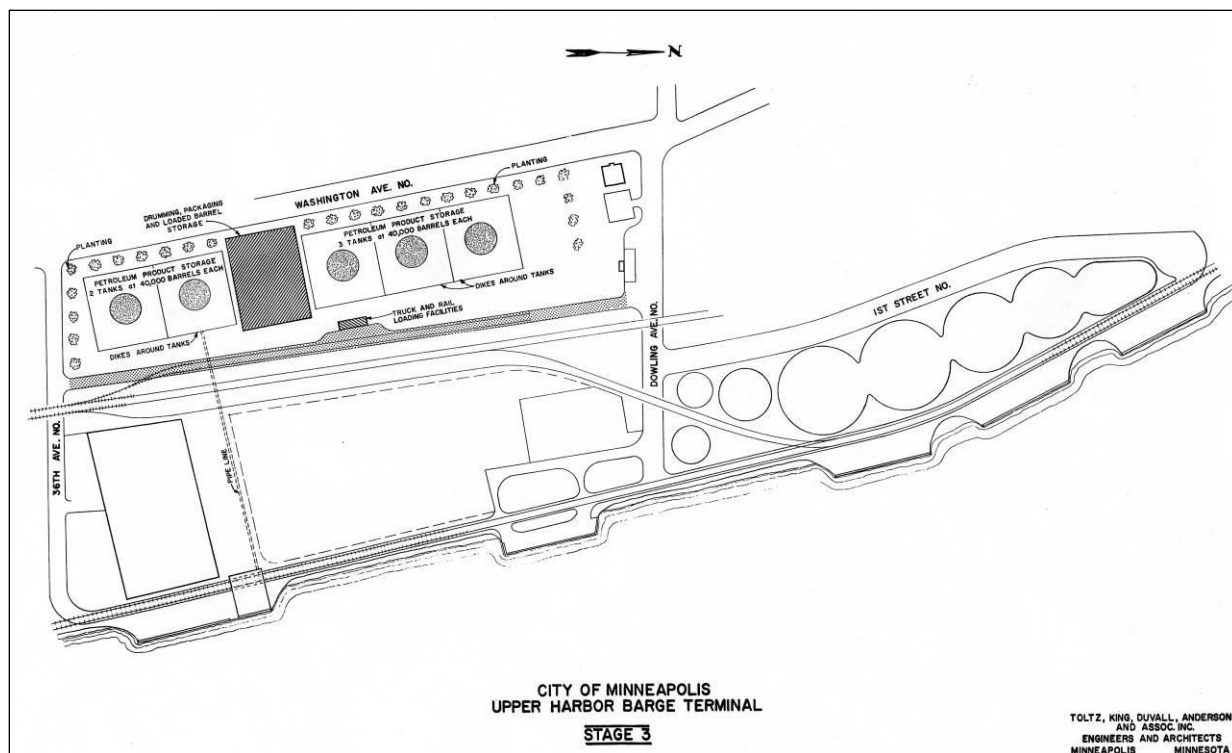 N
WASHINGTON AVE. NO.
PLANTING
DRUMMING, PACKAGING
AND LOADED BARREL
STORAGE
PLANTING
PETROLEUM PRODUCT STORAGE
3 TANKS at 40,000 BARRELS EACH
PETROLEUM PRODUCT STORAGE
2 TANKS at 40,000 BARRELS EACH
DIKES AROUND TANKS
TRUCK AND RAIL
LOADING FACILITIES
DIKES AROUND TANKS
1ST STREET NO.
DOWLING AVE. NO.
36TH AVE. NO.
PIPE LINE
CITY OF MINNEAPOLIS
UPPER HARBOR BARGE TERMINAL
STAGE 3
TOLTZ, KING, DUVALL, ANDERSON
AND ASSOC. INC.
ENGINEERS AND ARCHITECTS
MINNEAPOLIS MINNESOTA